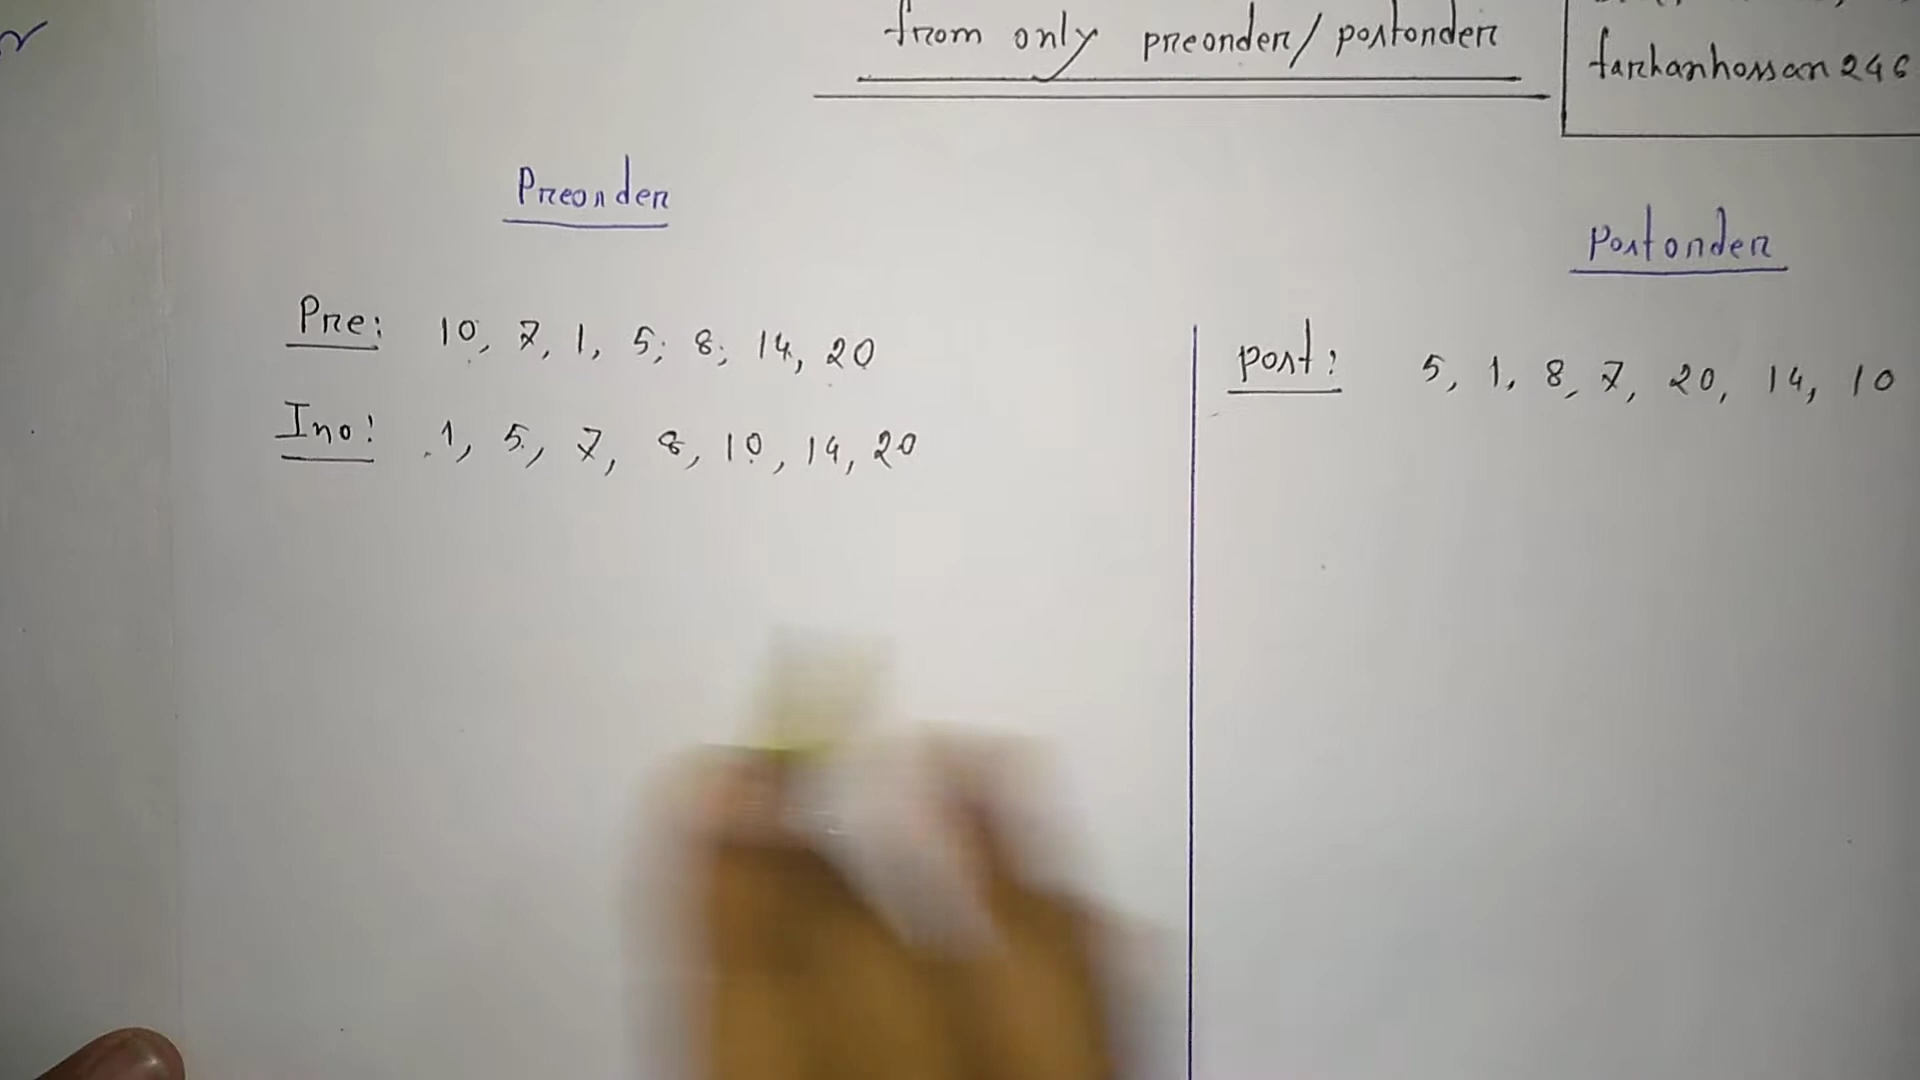 from only preorder/postorder
farhanhossan246
Preorder
Postorder
Pre: 10, 7, 1, 5; 8; 14, 20
Ino: 1, 5, 7, 8, 10, 14, 20
post: 5, 1, 8, 7, 20, 14, 10